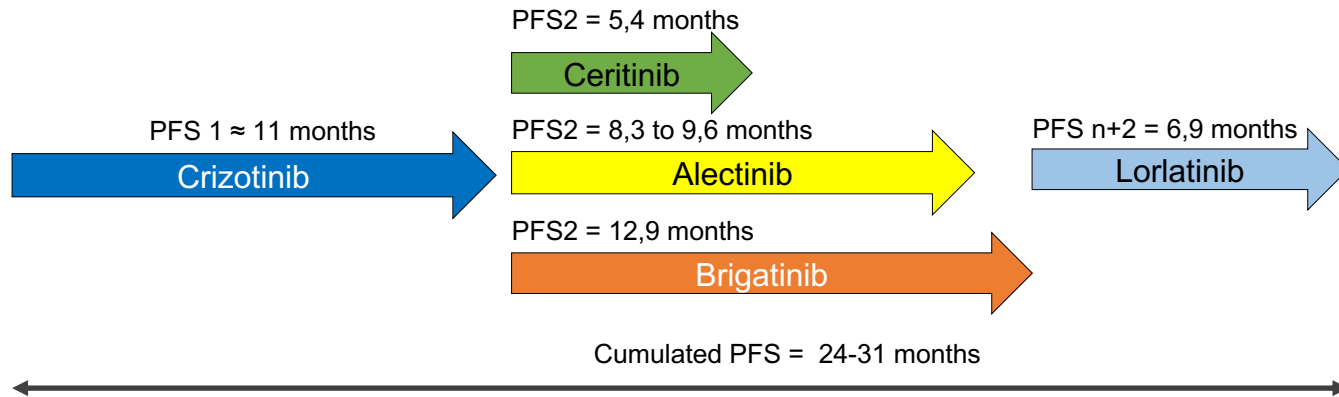 PFS2 = 5,4 months
Ceritinib
PFS 1 ≈ 11 months
Crizotinib
PFS2 = 8,3 to 9,6 months
Alectinib
PFS n+2 = 6,9 months
Lorlatinib
PFS2 = 12,9 months
Brigatinib
Cumulated PFS =  24-31 months